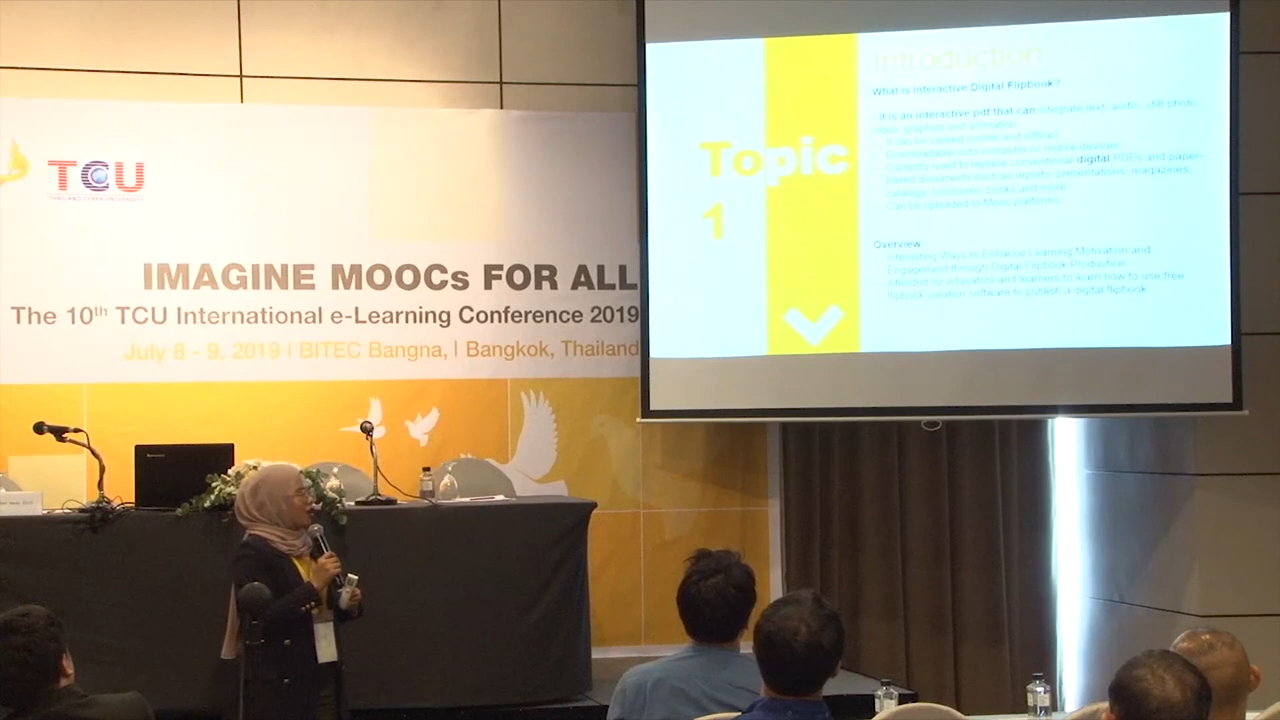 TCU
THAILAND CYBER UNIVERSITY
IMAGINE MOOCs FOR ALL
The 10th TCU International e-Learning Conference 2019
July 8 - 9, 2019 | BITEC Bangna, | Bangkok, Thailand
Topic
1
Introduction
What is Interactive Digital Flipbook?
- It is an interactive pdf that can integrate text, audio, still photo,
video, graphics and animation.
- It can be viewed (online and offline)
- Downloadable onto computer or mobile devices
- Currently used to replace conventional digital PDFs and paper-
based documents such as reports, presentations, magazines,
catalogs, brochures, books and more.
- Can be uploaded to Mooc platforms
Overview
- Interesting Ways to Enhance Learning Motivation and
Engagement through Digital Flipbook Production
- Intended for educators and learners to learn how to use free
flipbook creation software to publish a digital flipbook.